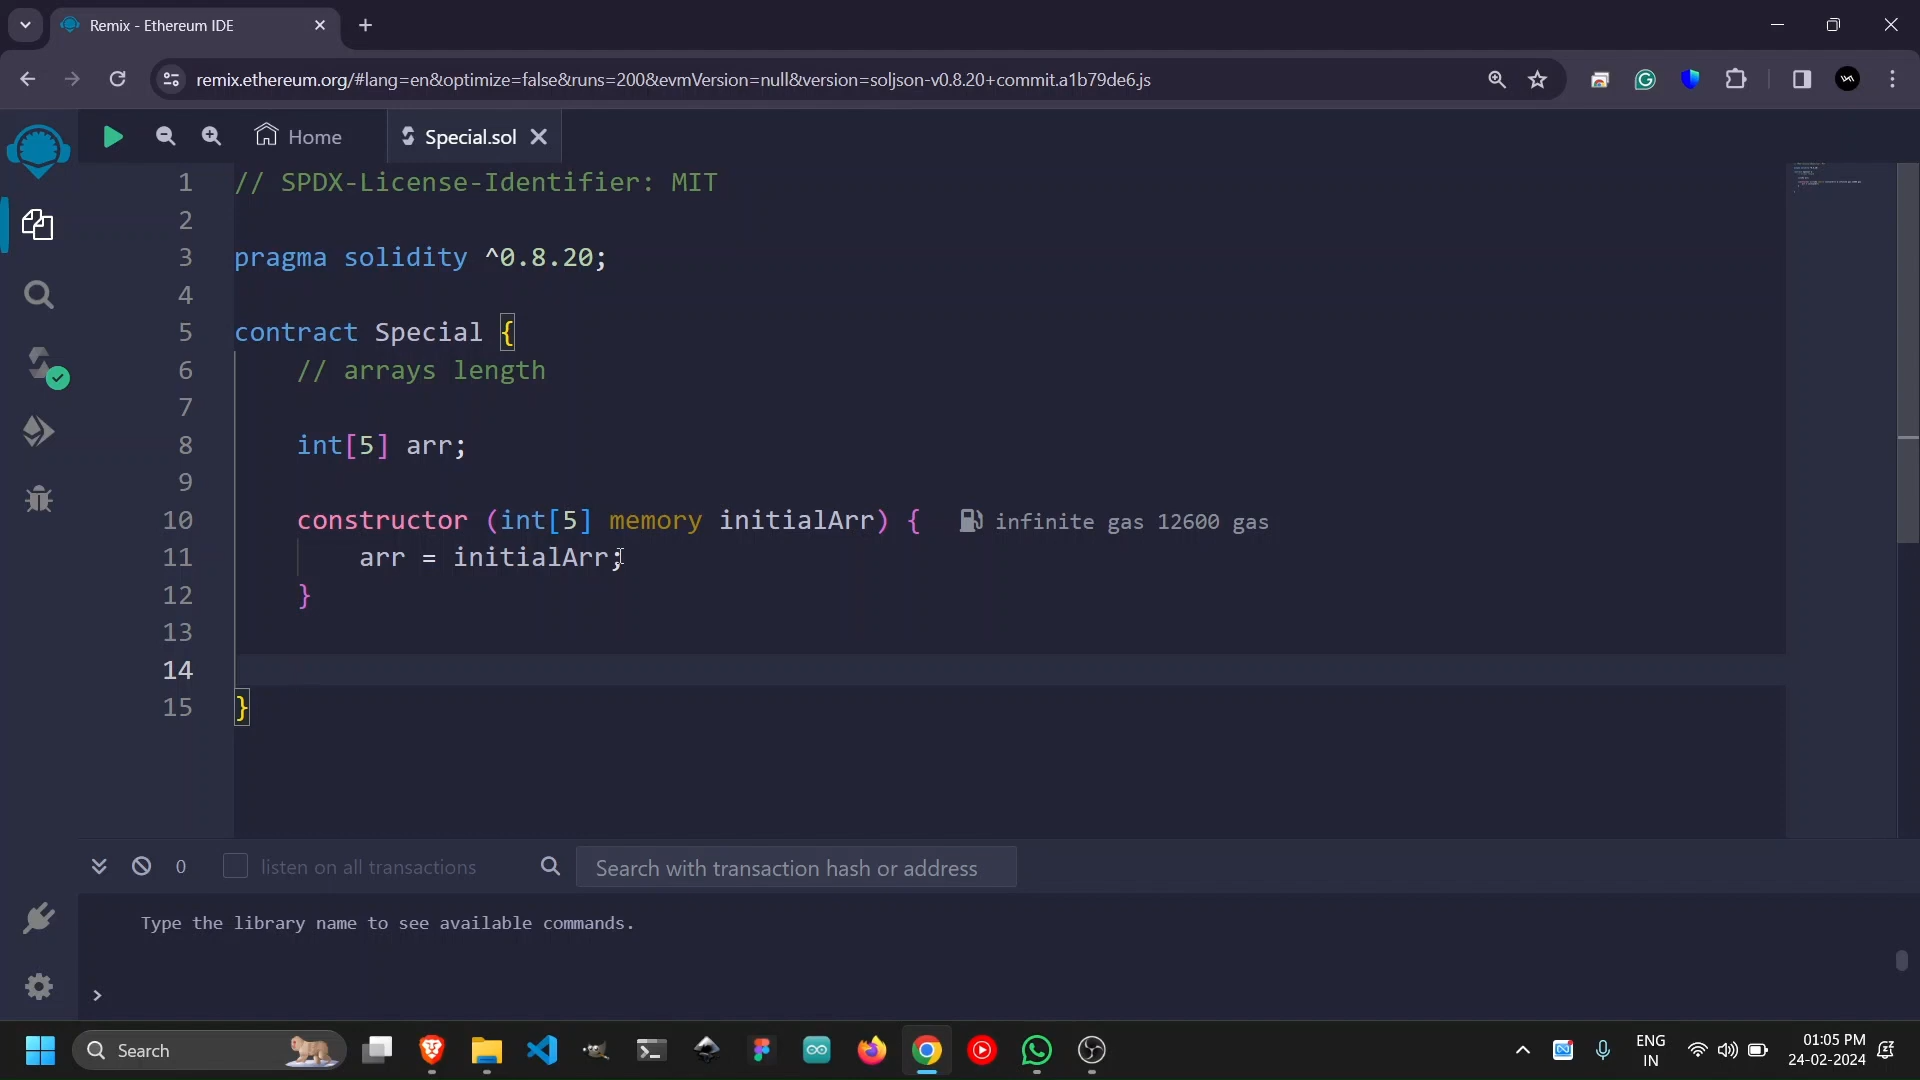 Remix - Ethereum IDE
remix.ethereum.org/#lang=en&optimize=false&runs=200&evmVersion=null&version=soljson-v0.8.20+commit.a1b79de6.js
Home
Special.sol
1 // SPDX-License-Identifier: MIT
2
3 pragma solidity ^0.8.20;
4
5 contract Special {
6 // arrays length
7
8 int[5] arr;
9
10 constructor (int[5] memory initialArr) { infinite gas 12600 gas
11 arr = initialArr;
12 }
13
14
15 }
0 listen on all transactions Search with transaction hash or address
Type the library name to see available commands.
>
Search
ENG
IN
01:05 PM
24-02-2024